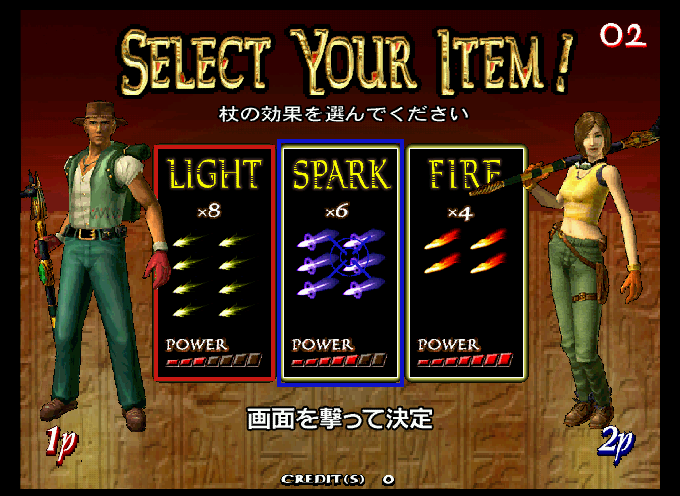 SELECT YOUR ITEM!
02
杖の効果を選んでください
LIGHT
×8
POWER
SPARK
×6
POWER
FIRE
×4
POWER
画面を撃って決定
1p
2p
CREDIT(S) 0